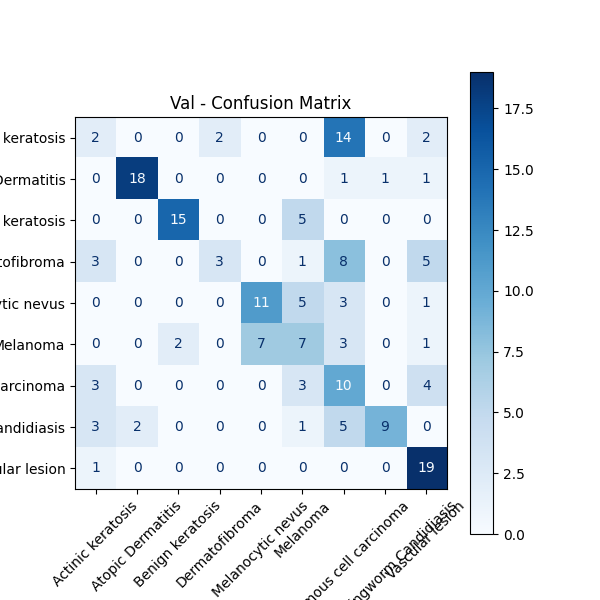 Val - Confusion Matrix
keratosis 2 0 0 2 0 0 14 0 2
Dermatitis 0 18 0 0 0 0 1 1 1
keratosis 0 0 15 0 0 5 0 0 0
tofibroma 3 0 0 3 0 1 8 0 5
ytic nevus 0 0 0 0 11 5 3 0 1
Melanoma 0 0 2 0 7 7 3 0 1
arcinoma 3 0 0 0 0 3 10 0 4
andidiasis 3 2 0 0 0 1 5 9 0
ular lesion 1 0 0 0 0 0 0 0 19
Actinic keratosis
Atopic Dermatitis
Benign keratosis
Dermatofibroma
Melanocytic nevus
Melanoma
mous cell carcinoma
ngworm Candidiasis
Vascular lesion
17.5
15.0
12.5
10.0
7.5
5.0
2.5
0.0